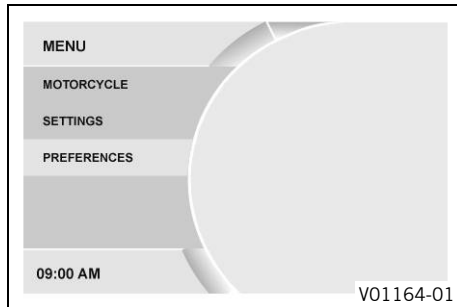 MENU
MOTORCYCLE
SETTINGS
PREFERENCES
09:00 AM
V01164-01